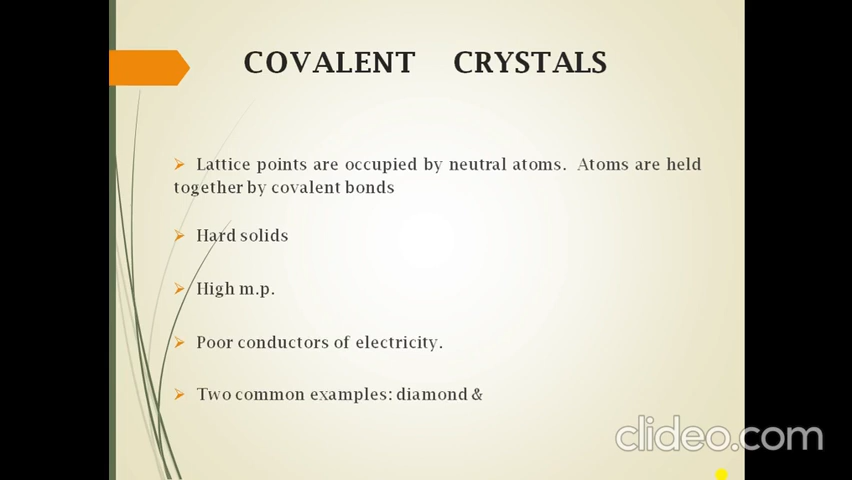 COVALENT CRYSTALS
Lattice points are occupied by neutral atoms. Atoms are held
together by covalent bonds
Hard solids
High m.p.
Poor conductors of electricity.
Two common examples: diamond &
clideo.com